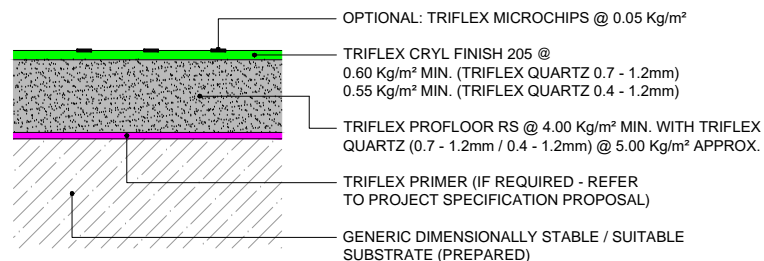 OPTIONAL: TRIFLEX MICROCHIPS @ 0.05 Kg/m²
TRIFLEX CRYL FINISH 205 @
0.60 Kg/m² MIN. (TRIFLEX QUARTZ 0.7 - 1.2mm)
0.55 Kg/m² MIN. (TRIFLEX QUARTZ 0.4 - 1.2mm)
TRIFLEX PROFLOOR RS @ 4.00 Kg/m² MIN. WITH TRIFLEX
QUARTZ (0.7 - 1.2mm / 0.4 - 1.2mm) @ 5.00 Kg/m² APPROX.
TRIFLEX PRIMER (IF REQUIRED - REFER
TO PROJECT SPECIFICATION PROPOSAL)
GENERIC DIMENSIONALLY STABLE / SUITABLE
SUBSTRATE (PREPARED)